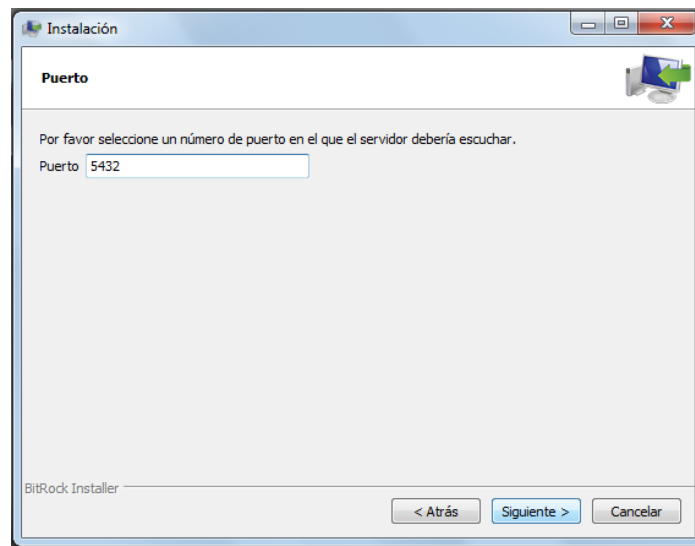 Instalación
Puerto
Por favor seleccione un número de puerto en el que el servidor debería escuchar.
Puerto 5432
BitRock Installer
< Atrás Siguiente > Cancelar